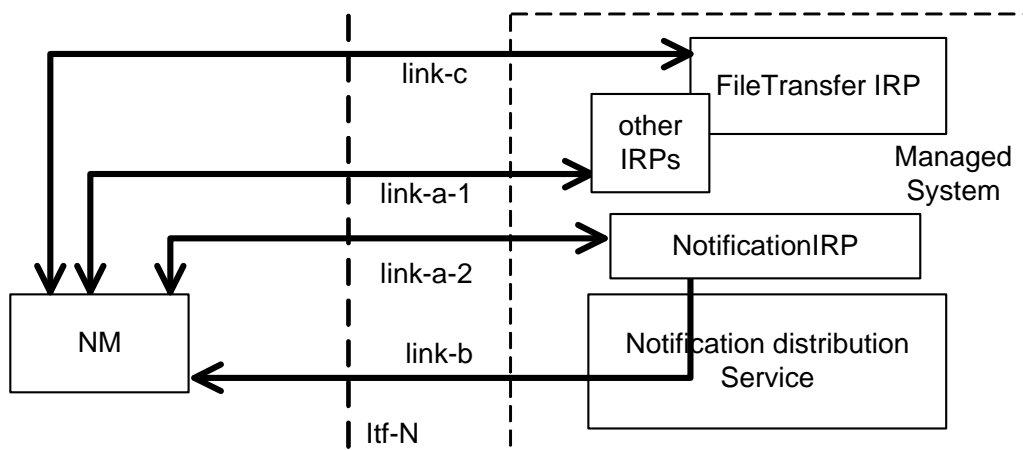 link-c
FileTransfer IRP
other
IRPs
Managed
System
link-a-1
NotificationIRP
link-a-2
NM
link-b
Notification distribution
Service
Itf-N